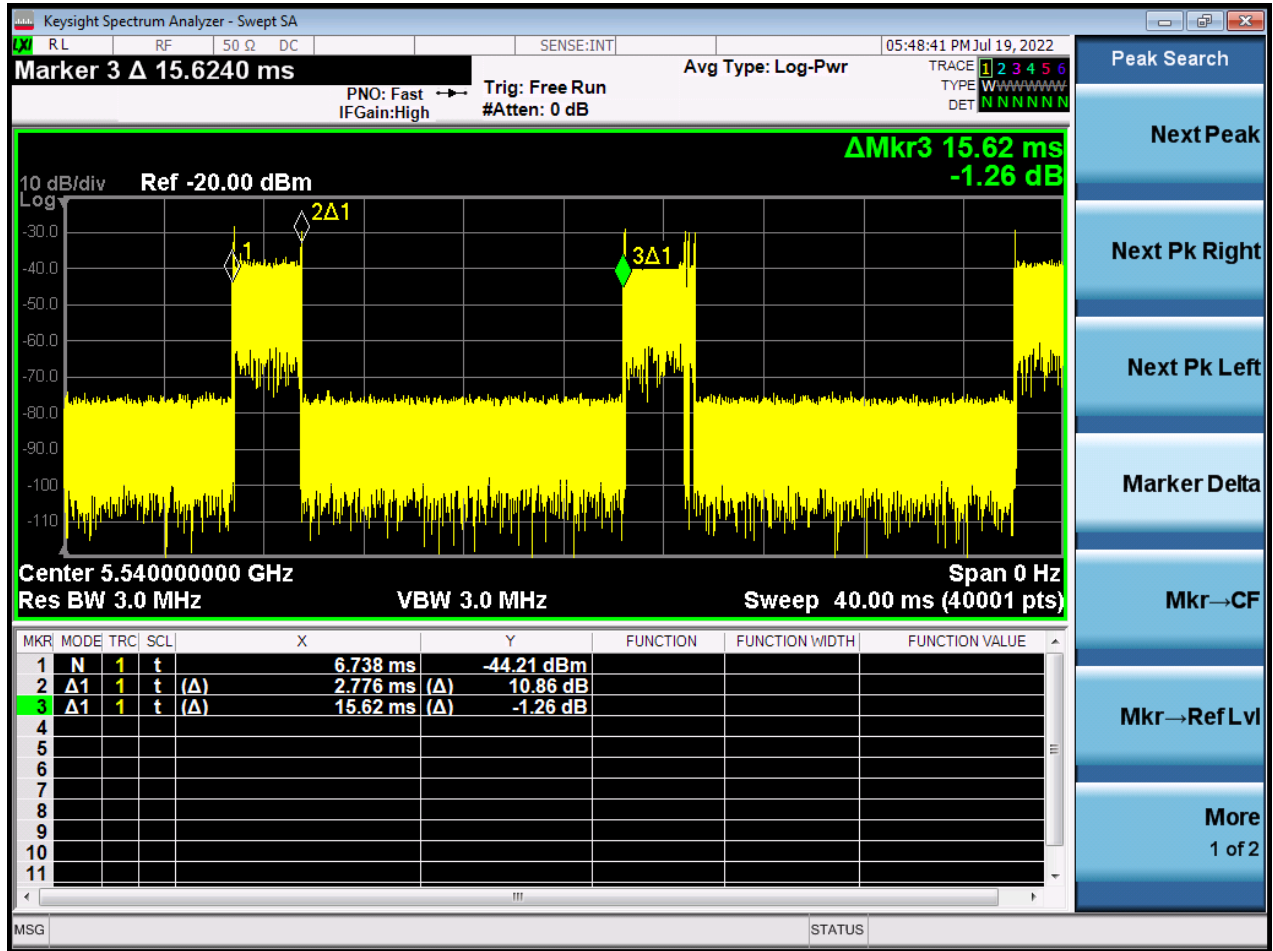 Keysight Spectrum Analyzer - Swept SA
LXI RL RF 50 Ω DC SENSE:INT 05:48:41 PM Jul 19, 2022
Marker 3 Δ 15.6240 ms
PNO: Fast
IFGain:High
Trig: Free Run
#Atten: 0 dB
Avg Type: Log-Pwr
TRACE 1 2 3 4 5 6
TYPE WWWWWW
DET N N N N N N
ΔMkr3 15.62 ms
-1.26 dB
10 dB/div Ref -20.00 dBm
Log
-30.0
-40.0
-50.0
-60.0
-70.0
-80.0
-90.0
-100
-110
1
2Δ1
3Δ1
Center 5.540000000 GHz Span 0 Hz
Res BW 3.0 MHz VBW 3.0 MHz Sweep 40.00 ms (40001 pts)
MKR MODE TRC SCL X Y FUNCTION FUNCTION WIDTH FUNCTION VALUE
1 N 1 t 6.738 ms -44.21 dBm
2 Δ1 1 t (Δ) 2.776 ms (Δ) 10.86 dB
3 Δ1 1 t (Δ) 15.62 ms (Δ) -1.26 dB
4
5
6
7
8
9
10
11
MSG STATUS
Peak Search
Next Peak
Next Pk Right
Next Pk Left
Marker Delta
Mkr→CF
Mkr→Ref Lvl
More
1 of 2